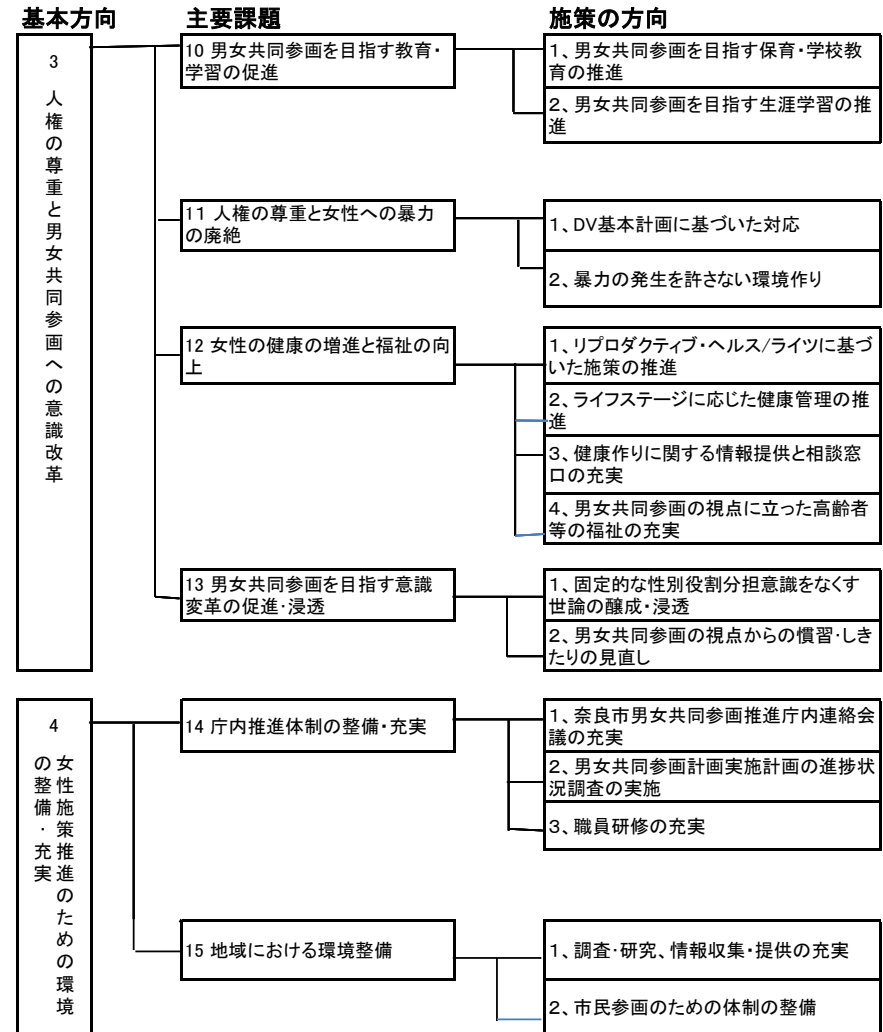 基本方向　主要課題　施策の方向
3 人権の尊重と男女共同参画への意識改革
10 男女共同参画を目指す教育・
学習の促進
1、男女共同参画を目指す保育・学校教
育の推進
2、男女共同参画を目指す生涯学習の推
進
11 人権の尊重と女性への暴力
の廃絶
1、DV基本計画に基づいた対応
2、暴力の発生を許さない環境作り
12 女性の健康の増進と福祉の向
上
1、リプロダクティブ・ヘルス/ライツに基づ
いた施策の推進
2、ライフステージに応じた健康管理の推
進
3、健康作りに関する情報提供と相談窓
口の充実
4、男女共同参画の視点に立った高齢者
等の福祉の充実
13 男女共同参画を目指す意識
変革の促進・浸透
1、固定的な性別役割分担意識をなくす
世論の醸成・浸透
2、男女共同参画の視点からの慣習・しき
たりの見直し
4
女性施策推進のための環境
の整備・充実
14 庁内推進体制の整備・充実
1、奈良市男女共同参画推進庁内連絡会
議の充実
2、男女共同参画計画実施計画の進捗状
況調査の実施
3、職員研修の充実
15 地域における環境整備
1、調査・研究、情報収集・提供の充実
2、市民参画のための体制の整備